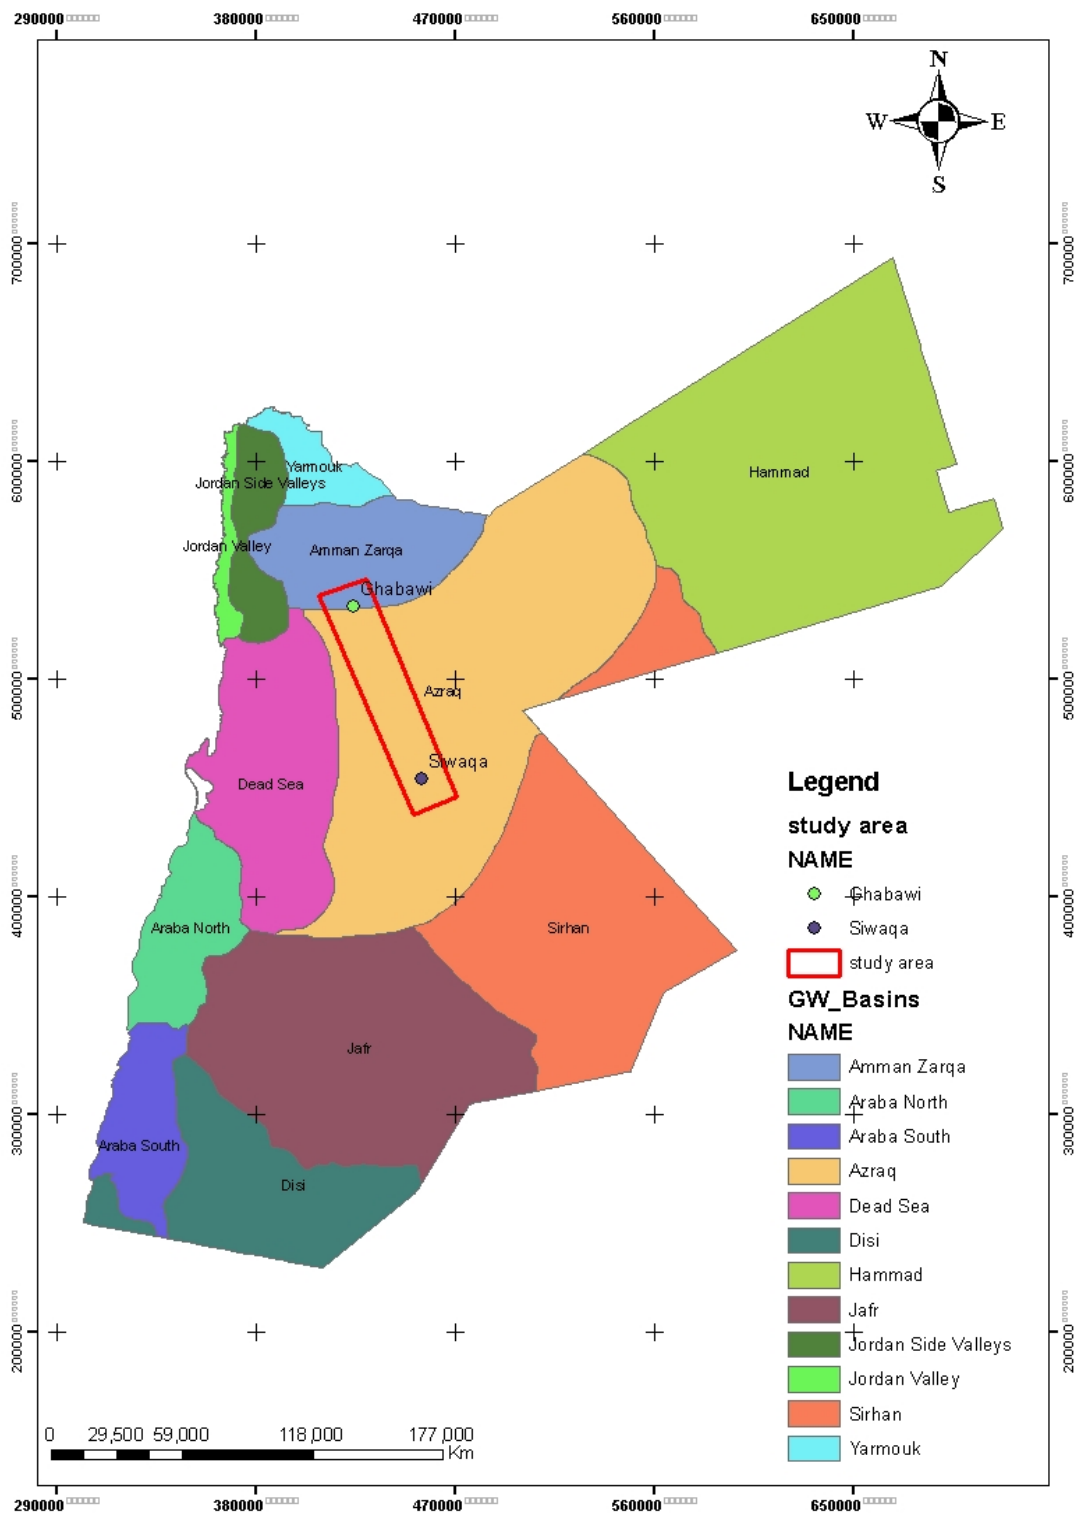 290000 380000 470000 560000 650000
N
W E
S
700000 700000
600000 600000
500000 500000
400000 400000
300000 300000
200000 200000
Yarmouk
Hammad
Jordan Side Valleys
Jordan Valley
Amman Zarqa
Ghabawi
Azraq
Siwaqa
Dead Sea
Araba North
Sirhan
Jafr
Araba South
Disi
Legend
study area
NAME
Ghabawi
Siwaqa
study area
GW_Basins
NAME
Amman Zarqa
Araba North
Araba South
Azraq
Dead Sea
Disi
Hammad
Jafr
Jordan Side Valleys
Jordan Valley
Sirhan
Yarmouk
0 29,500 59,000 118,000 177,000
Km
290000 380000 470000 560000 650000